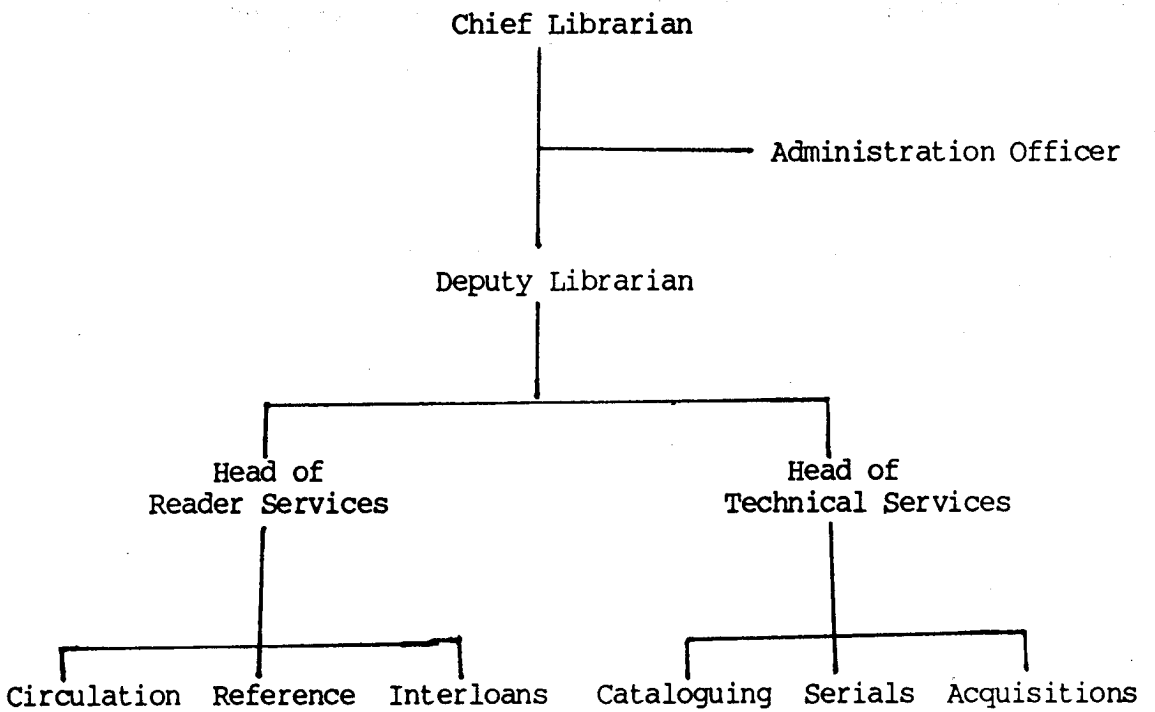 Chief Librarian
Administration Officer
Deputy Librarian
Head of
Reader Services
Head of
Technical Services
Circulation Reference Interloans Cataloguing Serials Acquisitions